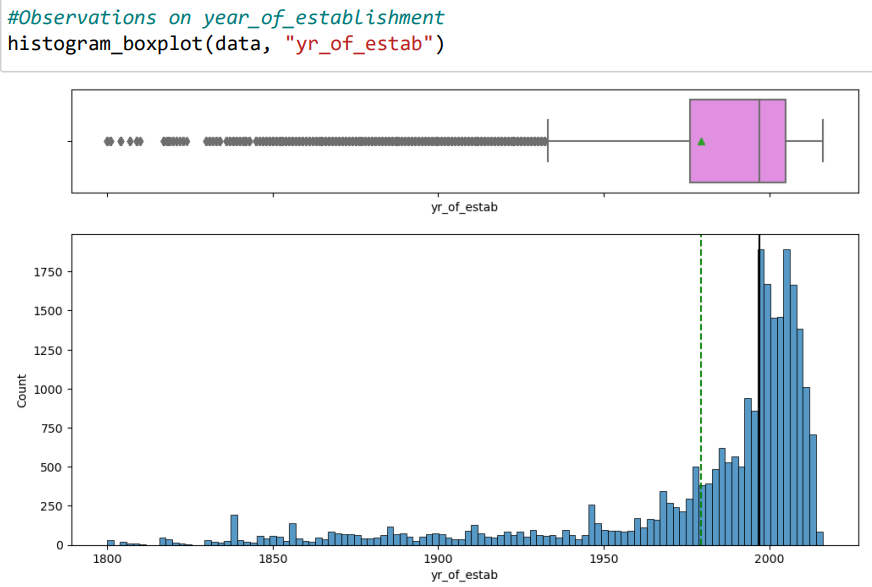 #Observations on year_of_establishment
histogram_boxplot(data, "yr_of_estab")
yr_of_estab
1750
1500
1250
1000
750
500
250
0
Count
1800 1850 1900 1950 2000
yr_of_estab